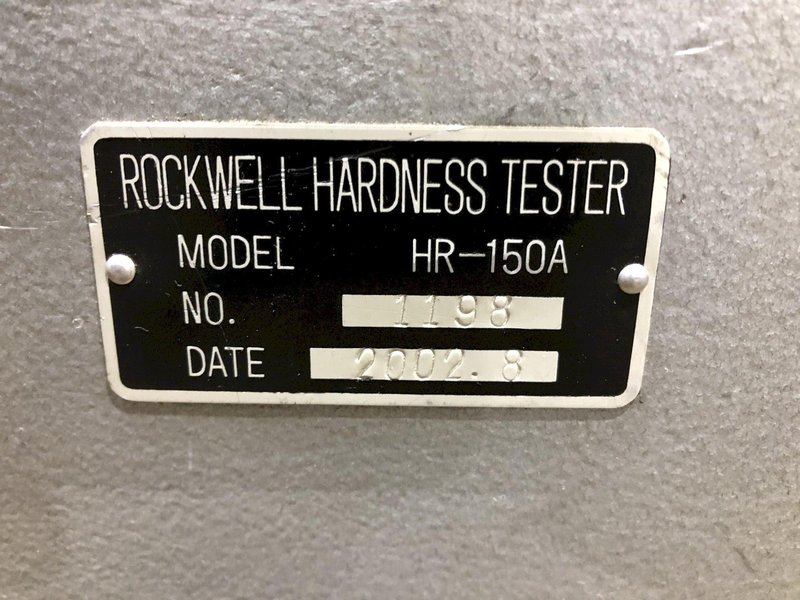 ROCKWELL HARDNESS TESTER
MODEL HR-150A
NO. 1198
DATE 2002.8